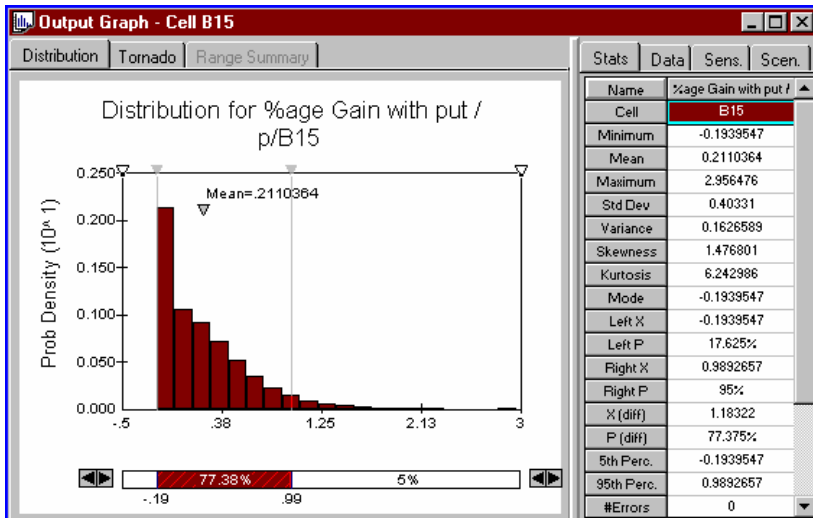 Output Graph - Cell B15
Distribution
Tornado
Range Summary
Distribution for %age Gain with put /
p/B15
Prob Density (10^ 1)
0.250
0.200
0.150
0.100
0.050
0.000
Mean=.2110364
-.5
.38
1.25
2.13
3
77.38%
5%
-.19
.99
Stats
Data
Sens.
Scen.
Name %age Gain with put /
Cell B15
Minimum -0.1939547
Mean 0.2110364
Maximum 2.956476
Std Dev 0.40331
Variance 0.1626589
Skewness 1.476801
Kurtosis 6.242986
Mode -0.1939547
Left X -0.1939547
Left P 17.625%
Right X 0.9892657
Right P 95%
X (diff) 1.18322
P (diff) 77.375%
5th Perc. -0.1939547
95th Perc. 0.9892657
#Errors 0